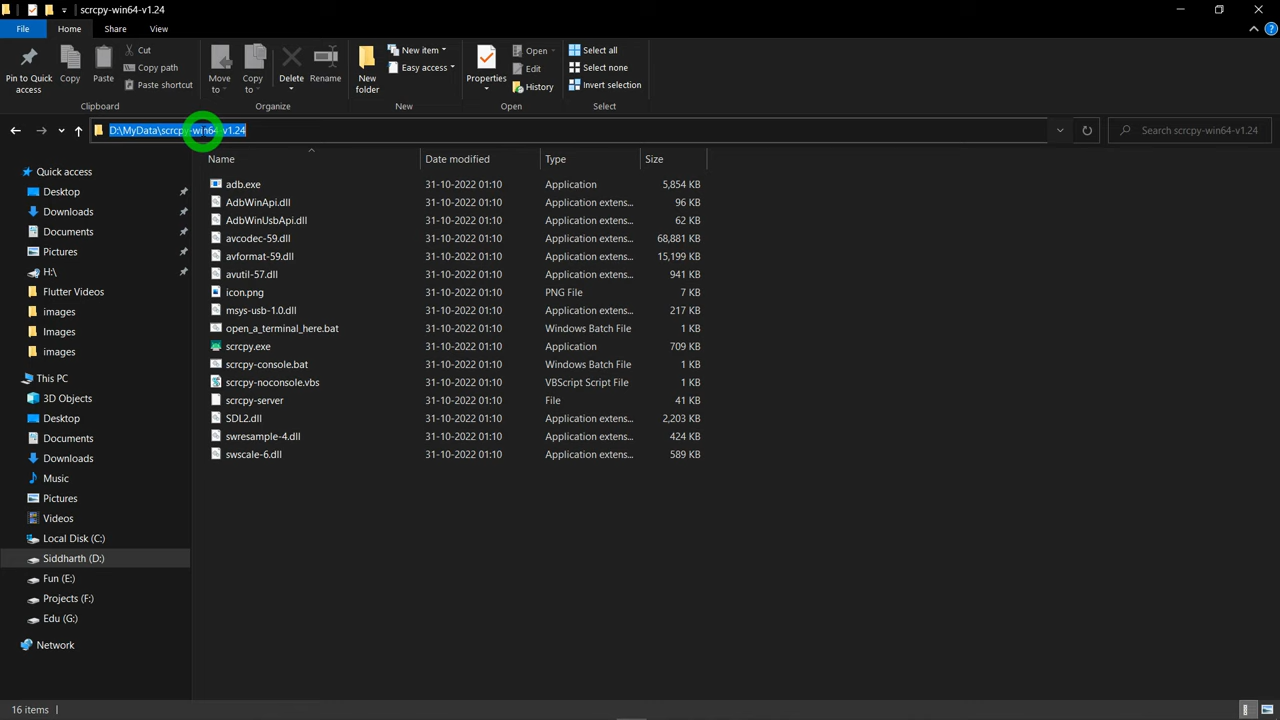 scrcpy-win64-v1.24
File Home Share View
Pin to Quick access
Copy
Paste
Cut
Copy path
Paste shortcut
Clipboard
Move to
Copy to
Delete
Rename
Organize
New folder
New item
Easy access
New
Properties
Open
Edit
History
Open
Select all
Select none
Invert selection
Select
D:\MyData\scrcpy-win64-v1.24
Search scrcpy-win64-v1.24
Quick access
Desktop
Downloads
Documents
Pictures
H:\
Flutter Videos
images
Images
images
This PC
3D Objects
Desktop
Documents
Downloads
Music
Pictures
Videos
Local Disk (C:)
Siddharth (D:)
Fun (E:)
Projects (F:)
Edu (G:)
Network
Name Date modified Type Size
adb.exe 31-10-2022 01:10 Application 5,854 KB
AdbWinApi.dll 31-10-2022 01:10 Application extens... 96 KB
AdbWinUsbApi.dll 31-10-2022 01:10 Application extens... 62 KB
avcodec-59.dll 31-10-2022 01:10 Application extens... 68,881 KB
avformat-59.dll 31-10-2022 01:10 Application extens... 15,199 KB
avutil-57.dll 31-10-2022 01:10 Application extens... 941 KB
icon.png 31-10-2022 01:10 PNG File 7 KB
msys-usb-1.0.dll 31-10-2022 01:10 Application extens... 217 KB
open_a_terminal_here.bat 31-10-2022 01:10 Windows Batch File 1 KB
scrcpy.exe 31-10-2022 01:10 Application 709 KB
scrcpy-console.bat 31-10-2022 01:10 Windows Batch File 1 KB
scrcpy-noconsole.vbs 31-10-2022 01:10 VBScript Script File 1 KB
scrcpy-server 31-10-2022 01:10 File 41 KB
SDL2.dll 31-10-2022 01:10 Application extens... 2,203 KB
swresample-4.dll 31-10-2022 01:10 Application extens... 424 KB
swscale-6.dll 31-10-2022 01:10 Application extens... 589 KB
16 items